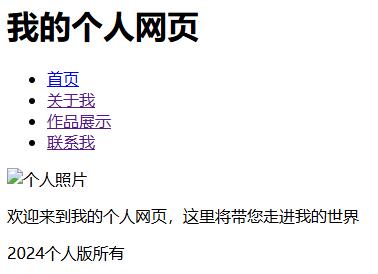 我的个人网页
首页
关于我
作品展示
联系我
个人照片
欢迎来到我的个人网页，这里将带您走进我的世界
2024个人版所有